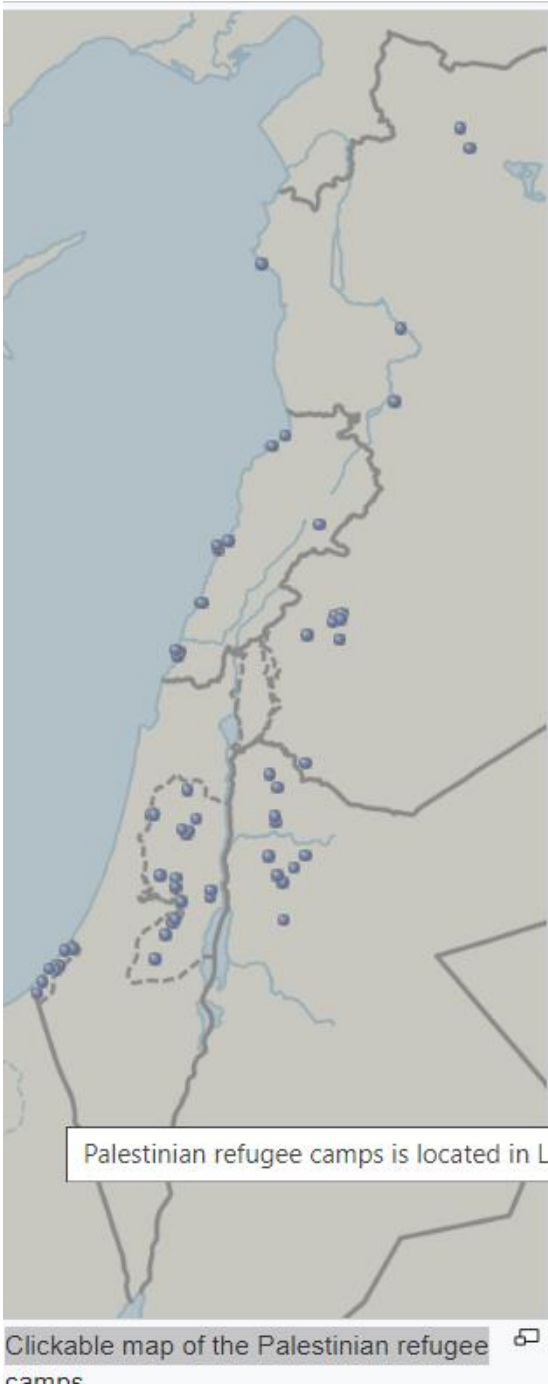 Palestinian refugee camps is located in L
Clickable map of the Palestinian refugee
camps